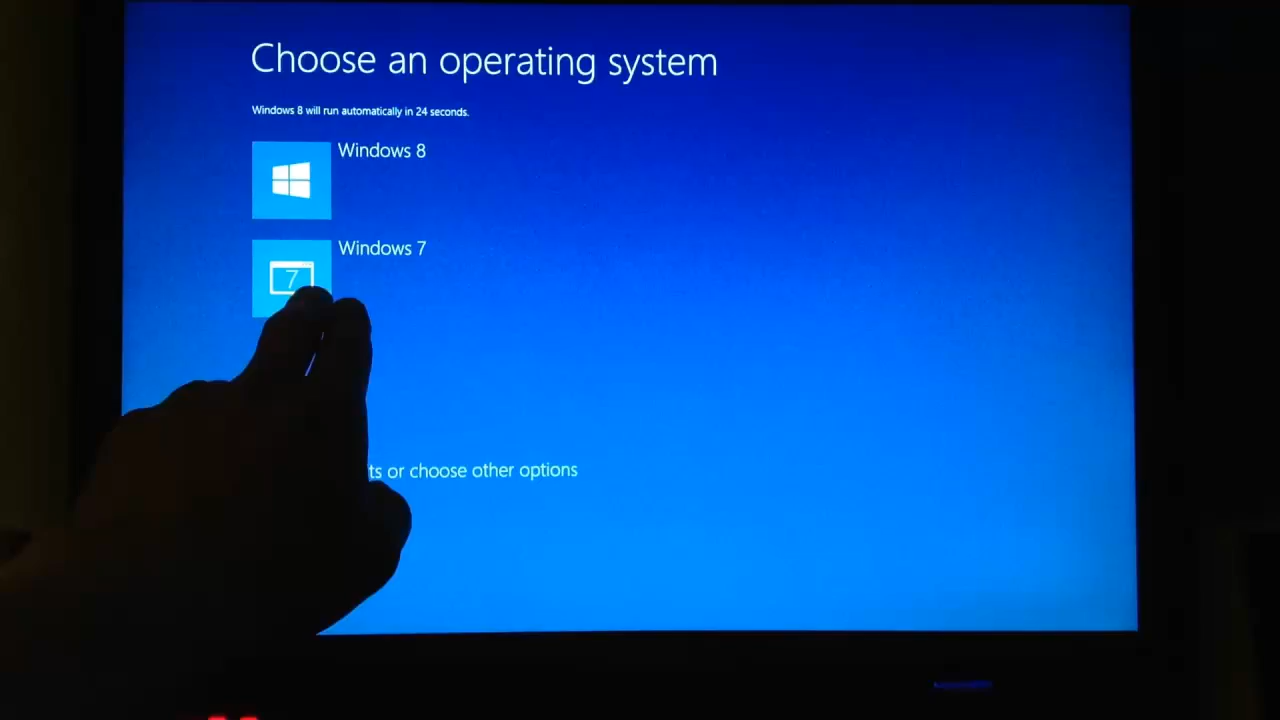 Choose an operating system
Windows 8 will run automatically in 24 seconds.
Windows 8
Windows 7
7
or choose other options